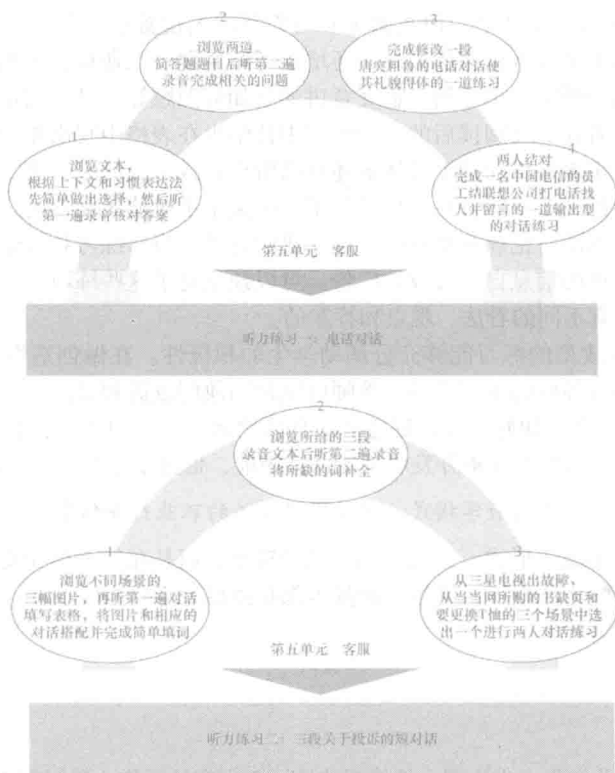 2
浏览两道
简答题题目后听第二遍
录音完成相关的问题
3
完成修改一段
唐突粗鲁的电话对话使
其礼貌得体的一道练习
1
浏览文本,
根据上下文和习惯表达法
先简单做出选择,然后听
第一遍录音核对答案
4
两人结对
完成一名中国电信的员
工结联想公司打电话找
人并留言的一道输出型
的对话练习
第五单元 客服
听力练习一:电话对话
2
浏览所给的三段
录音文本后听第二遍录音
将所缺的词补全
1
浏览不同场景的
三幅图片,再听第一遍对话
填写表格,将图片和相应的
对话搭配并完成简单填词
3
从三星电视出故障、
从当当网所购的书缺页和
要更换T恤的三个场景中选
出一个进行两人对话练习
第五单元 客服
听力练习二:三段关于投诉的短对话